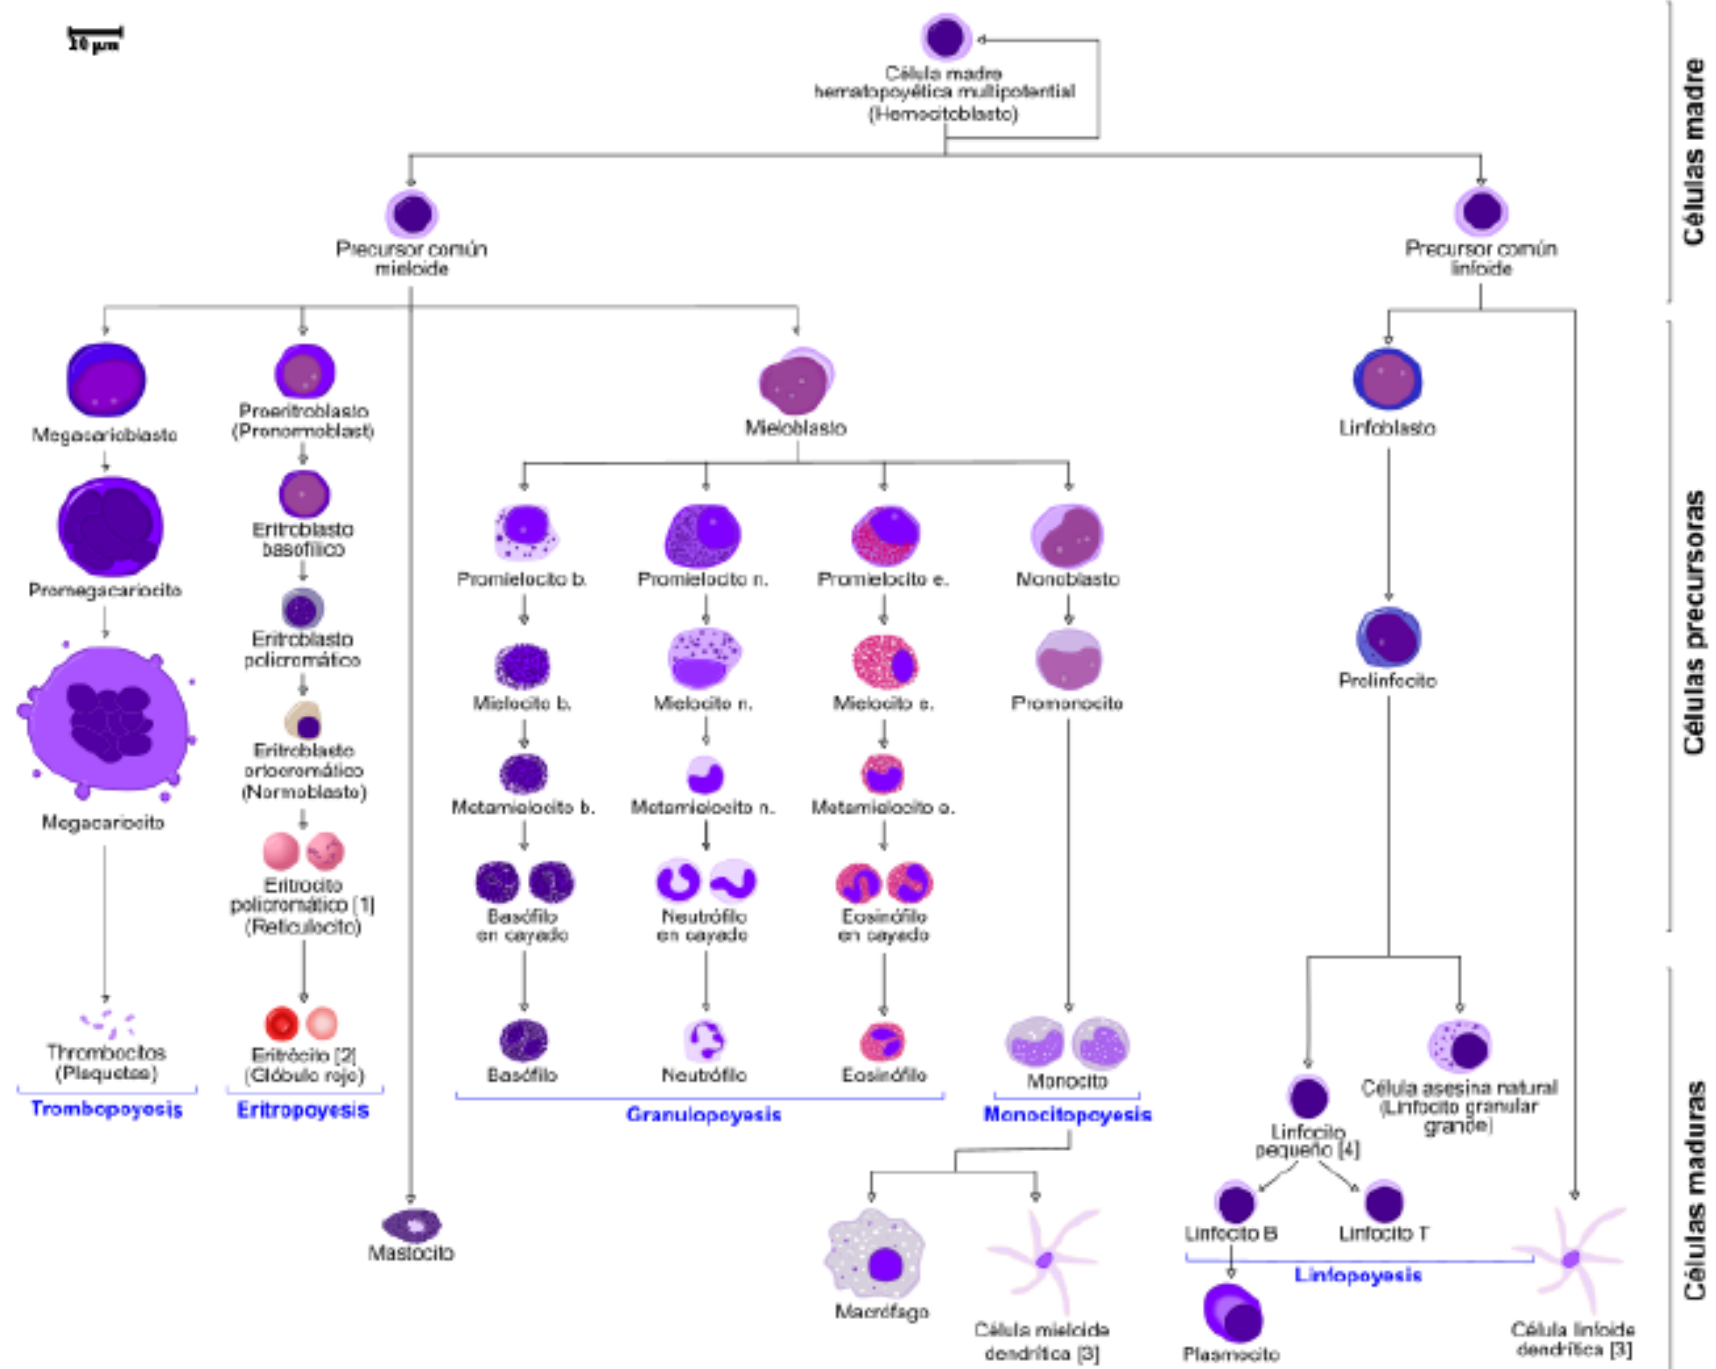 10 µm
Célula madre
hematopoyética multipotential
(Hemocitoblasto)
Precursor común
mieloide
Precursor común
linfoide
Megacarioblasto
Proeritroblasto
(Pronormoblast)
Mieloblasto
Linfoblasto
Promegacariocito
Eritroblasto
basofílico
Promielocito b.
Promielocito n.
Promielocito e.
Monoblasto
Eritroblasto
policromático
Mielocito b.
Mielocito n.
Mielocito e.
Promonocito
Prolinfocito
Megacariocito
Eritroblasto
ortocromático
(Normoblasto)
Metamielocito b.
Metamielocito n.
Metamielocito e.
Eritrocito
policromático [1]
(Reticulocito)
Basófilo
en cayado
Neutrófilo
en cayado
Eosinófilo
en cayado
Thrombocitos
(Plaquetas)
Eritrócito [2]
(Glóbulo rojo)
Basófilo
Neutrófilo
Eosinófilo
Monocito
Célula asesina natural
(Linfocito granular
grande)
Trombopoyesis
Eritropoyesis
Granulopoyesis
Monocitopoyesis
Linfocito
pequeño [4]
Linfocito B
Linfocito T
Linfopoyesis
Mastocito
Macrófago
Célula mieloide
dendrítica [3]
Plasmocito
Célula linfoide
dendrítica [3]
Células madre
Células precursoras
Células maduras